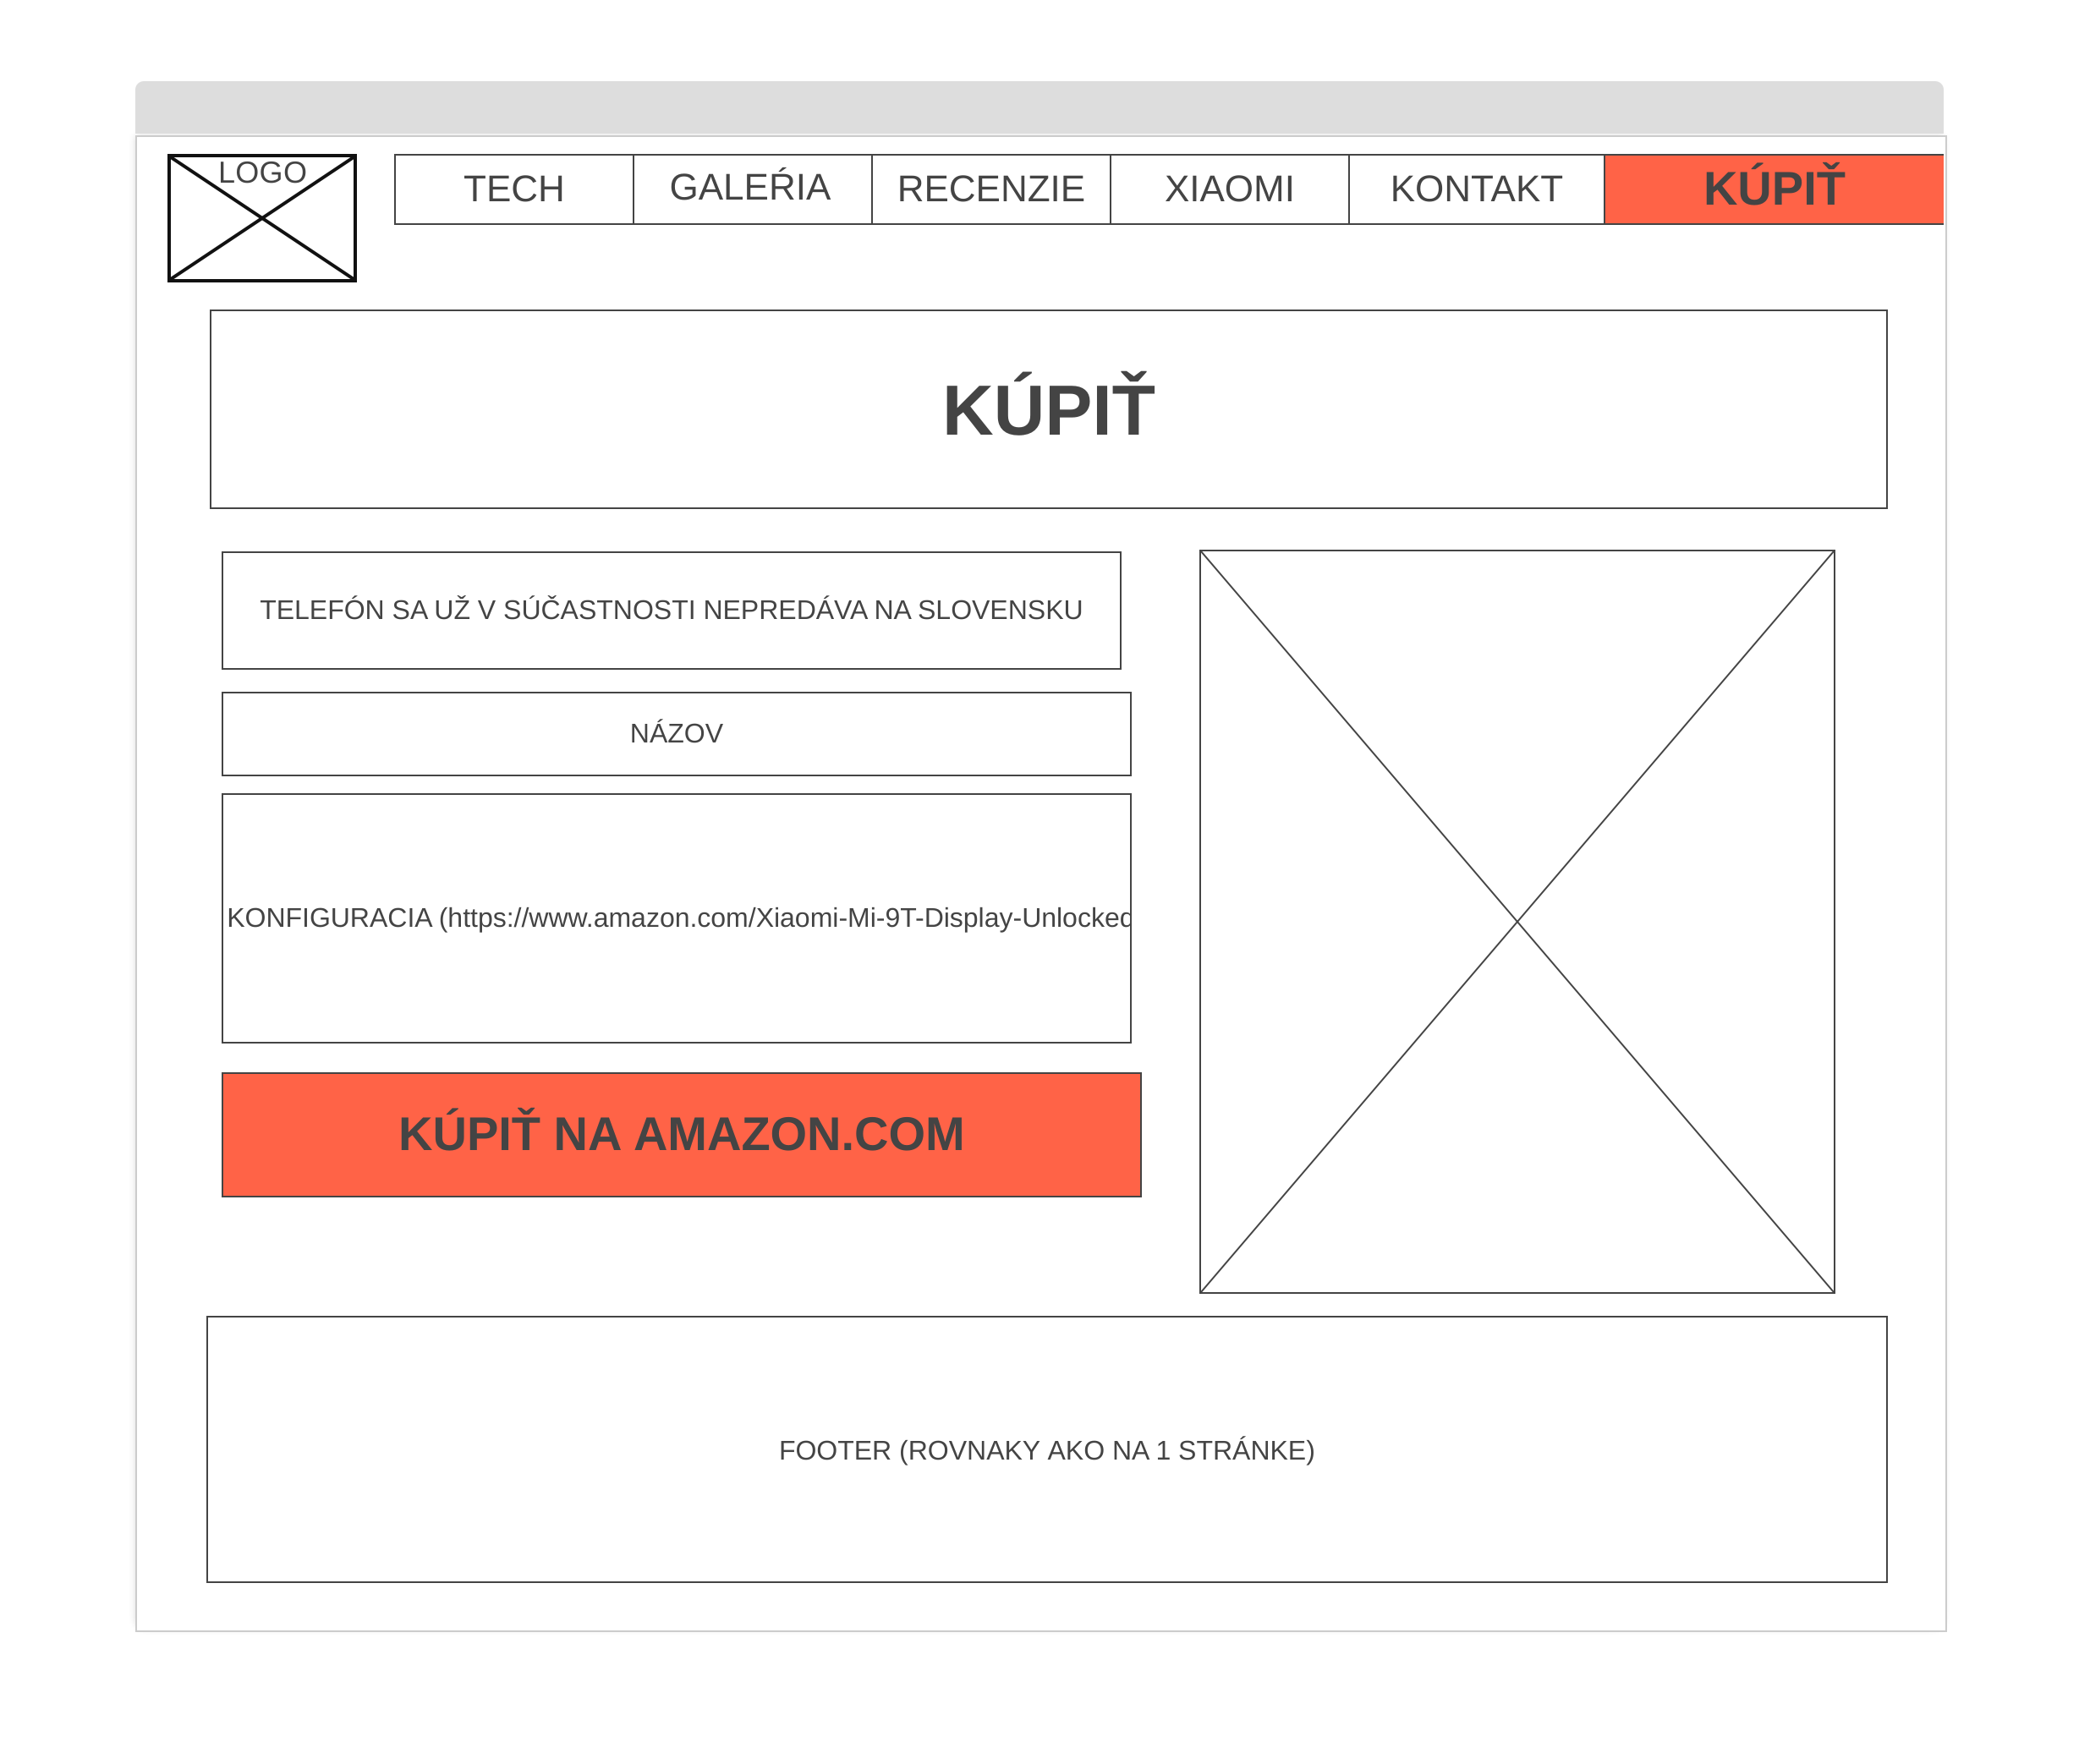 LOGO
TECH
GALÉRIA
RECENZIE
XIAOMI
KONTAKT
KÚPIŤ
KÚPIŤ
TELEFÓN SA UŽ V SÚČASTNOSTI NEPREDÁVA NA SLOVENSKU
NÁZOV
KONFIGURACIA (https://www.amazon.com/Xiaomi-Mi-9T-Display-Unlocked
KÚPIŤ NA AMAZON.COM
FOOTER (ROVNAKY AKO NA 1 STRÁNKE)